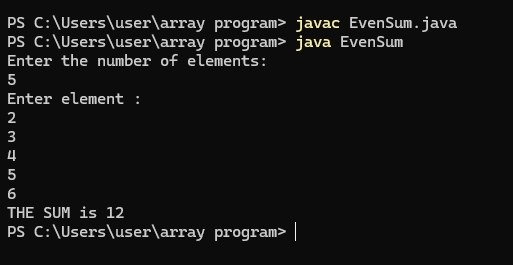 PS C:\Users\user\array program> javac EvenSum.java
PS C:\Users\user\array program> java EvenSum
Enter the number of elements:
5
Enter element :
2
3
4
5
6
THE SUM is 12
PS C:\Users\user\array program>